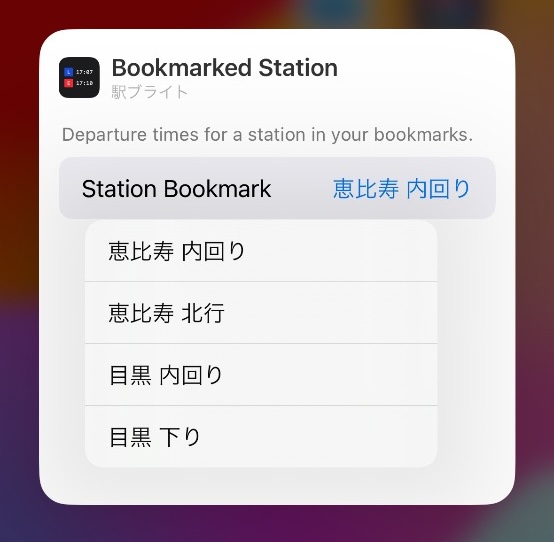 Bookmarked Station
駅ブライト
Departure times for a station in your bookmarks.
Station Bookmark 恵比寿 内回り
恵比寿 内回り
恵比寿 北行
目黒 内回り
目黒 下り
L 17:07
17:10